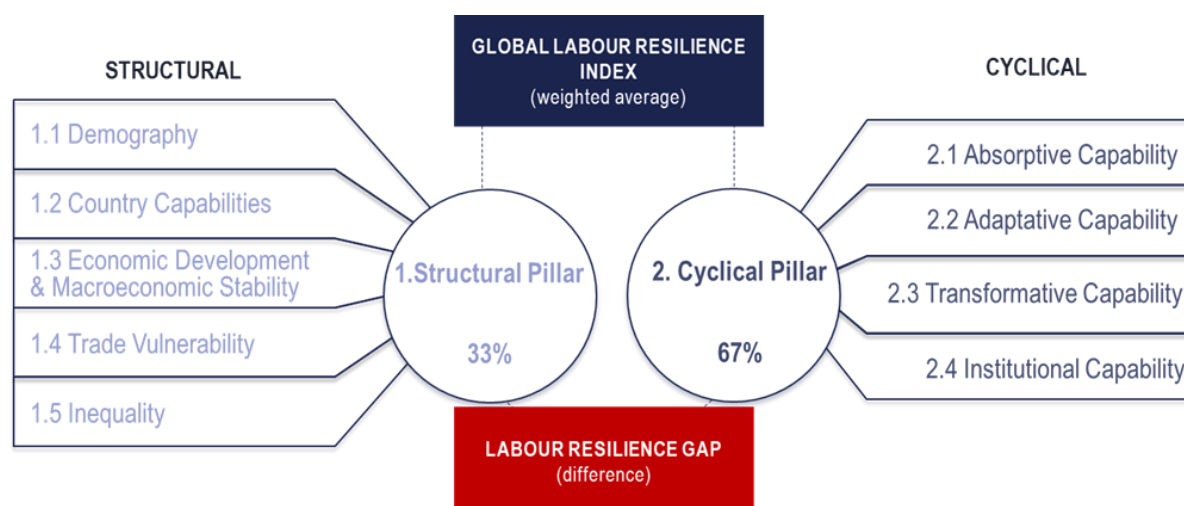 GLOBAL LABOUR RESILIENCE
INDEX
(weighted average)
STRUCTURAL
CYCLICAL
1.1 Demography
1.2 Country Capabilities
1.3 Economic Development
& Macroeconomic Stability
1.4 Trade Vulnerability
1.5 Inequality
1.Structural Pillar
33%
2. Cyclical Pillar
67%
2.1 Absorptive Capability
2.2 Adaptative Capability
2.3 Transformative Capability
2.4 Institutional Capability
LABOUR RESILIENCE GAP
(difference)